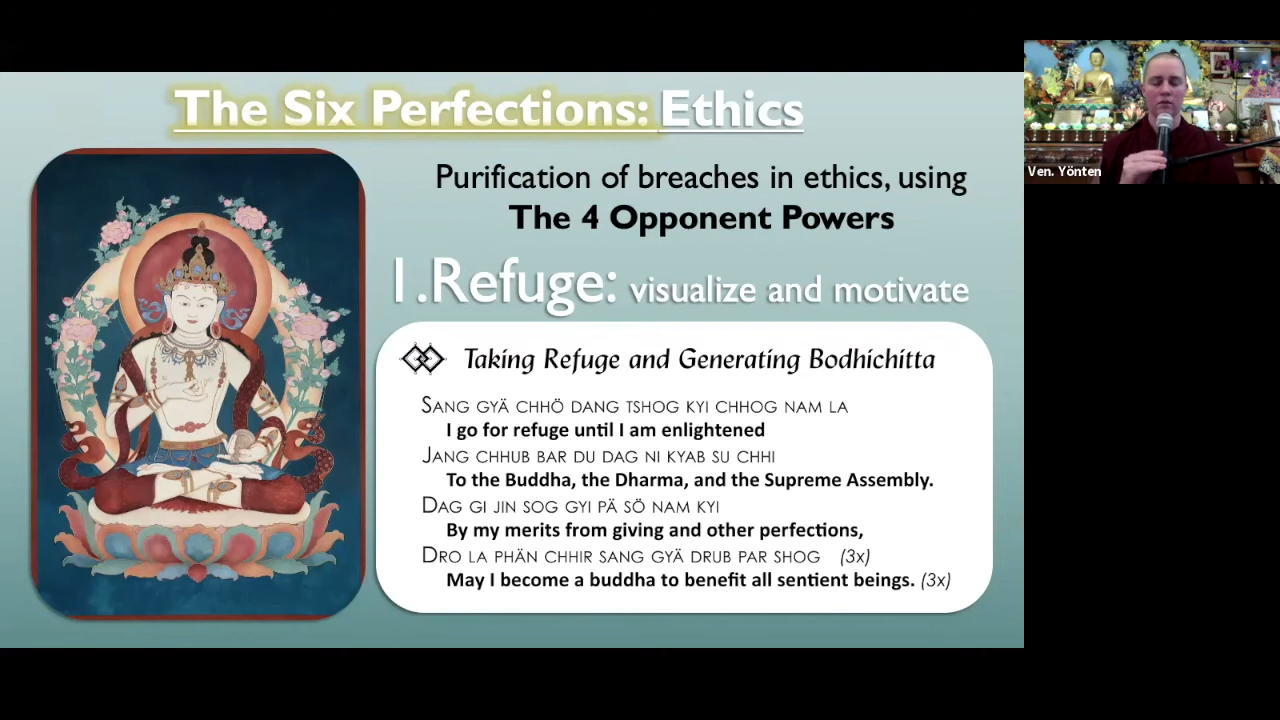 The Six Perfections: Ethics
Purification of breaches in ethics, using
The 4 Opponent Powers
1.Refuge: visualize and motivate
Taking Refuge and Generating Bodhichitta
SANG GYÄ CHHÖ DANG TSHOG KYI CHHOG NAM LA
I go for refuge until I am enlightened
JANG CHHUB BAR DU DAG NI KYAB SU CHHI
To the Buddha, the Dharma, and the Supreme Assembly.
DAG GI JIN SOG GYI PÄ SÖ NAM KYI
By my merits from giving and other perfections,
DRO LA PHÄN CHHIR SANG GYÄ DRUB PAR SHOG (3x)
May I become a buddha to benefit all sentient beings. (3x)
Ven. Yönten